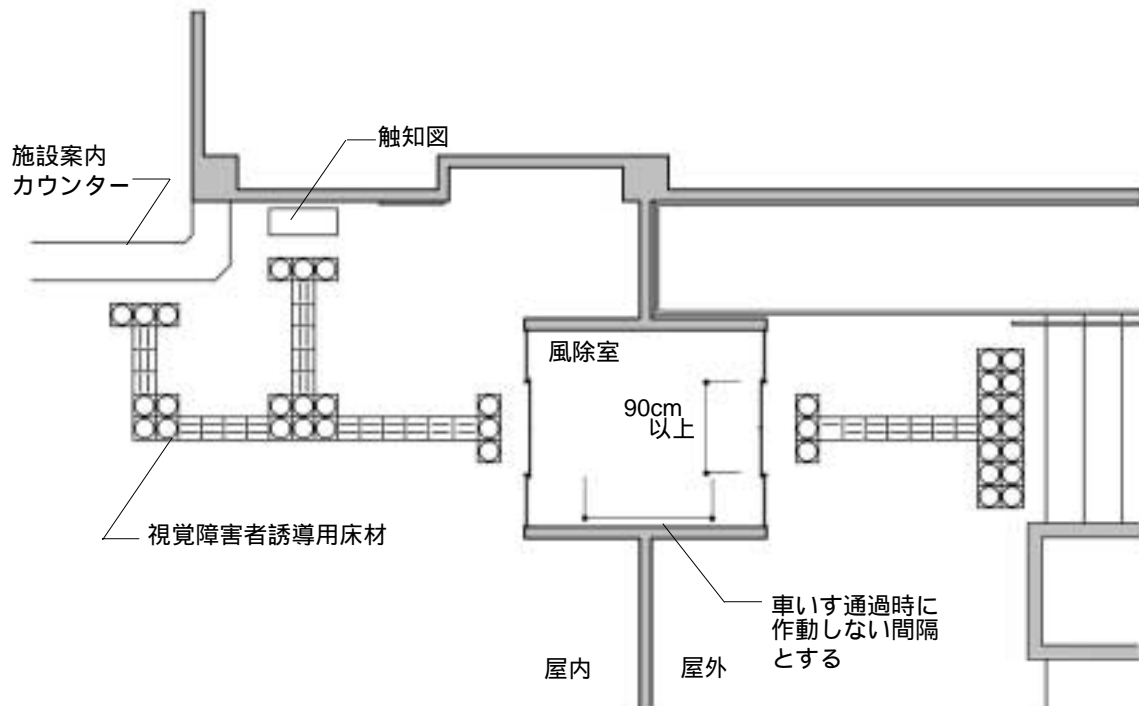 触知図
施設案内
カウンター
風除室
90cm
以上
視覚障害者誘導用床材
車いす通過時に
作動しない間隔
とする
屋内
屋外